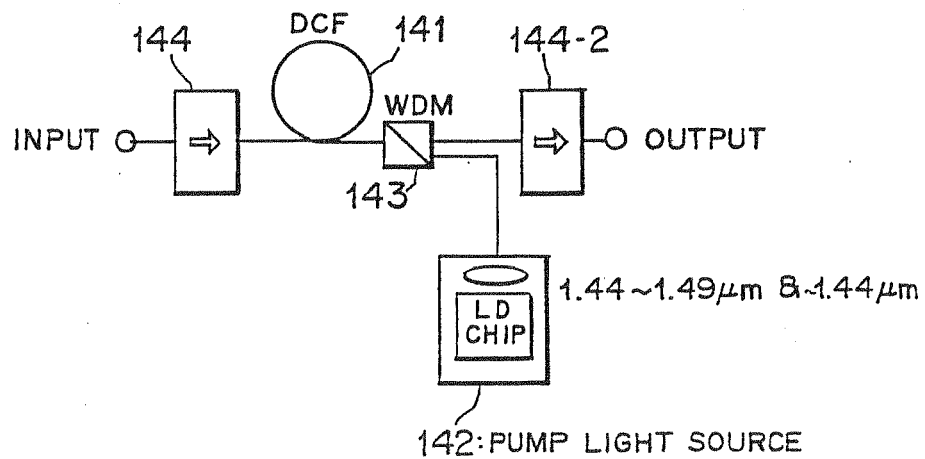 DCF
144
141
144-2
WDM
INPUT
OUTPUT
143
1.44~1.49μm &~1.44μm
LD
CHIP
142:PUMP LIGHT SOURCE